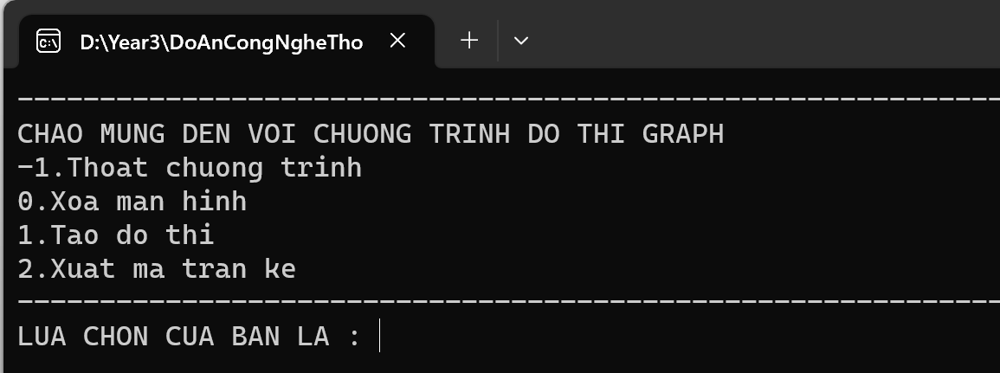 D:\Year3\DoAnCongNgheTho
----------------------------------------------------------------
CHAO MUNG DEN VOI CHUONG TRINH DO THI GRAPH
-1.Thoat chuong trinh
0.Xoa man hinh
1.Tao do thi
2.Xuat ma tran ke
----------------------------------------------------------------
LUA CHON CUA BAN LA :